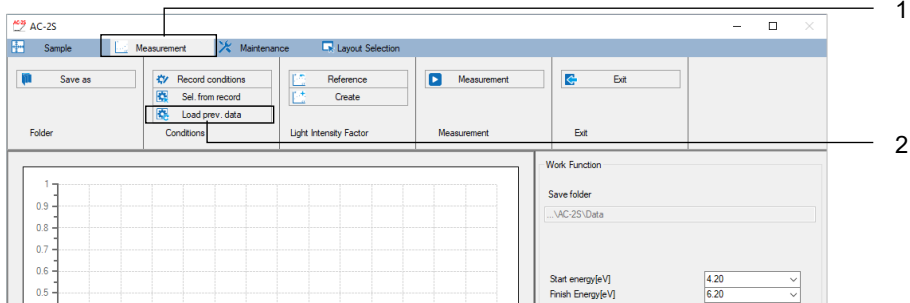 1
AC-2S AC-2S
Sample Measurement Maintenance Layout Selection
Save as Record conditions Reference Measurement Exit
Sel. from record Create
Load prev. data
Folder Conditions Light Intensity Factor Measurement Exit
2
Work Function
Save folder
...\AC-2S\Data
Start energy[eV] 4.20
Finish Energy[eV] 6.20
1
0.9
0.8
0.7
0.6
0.5